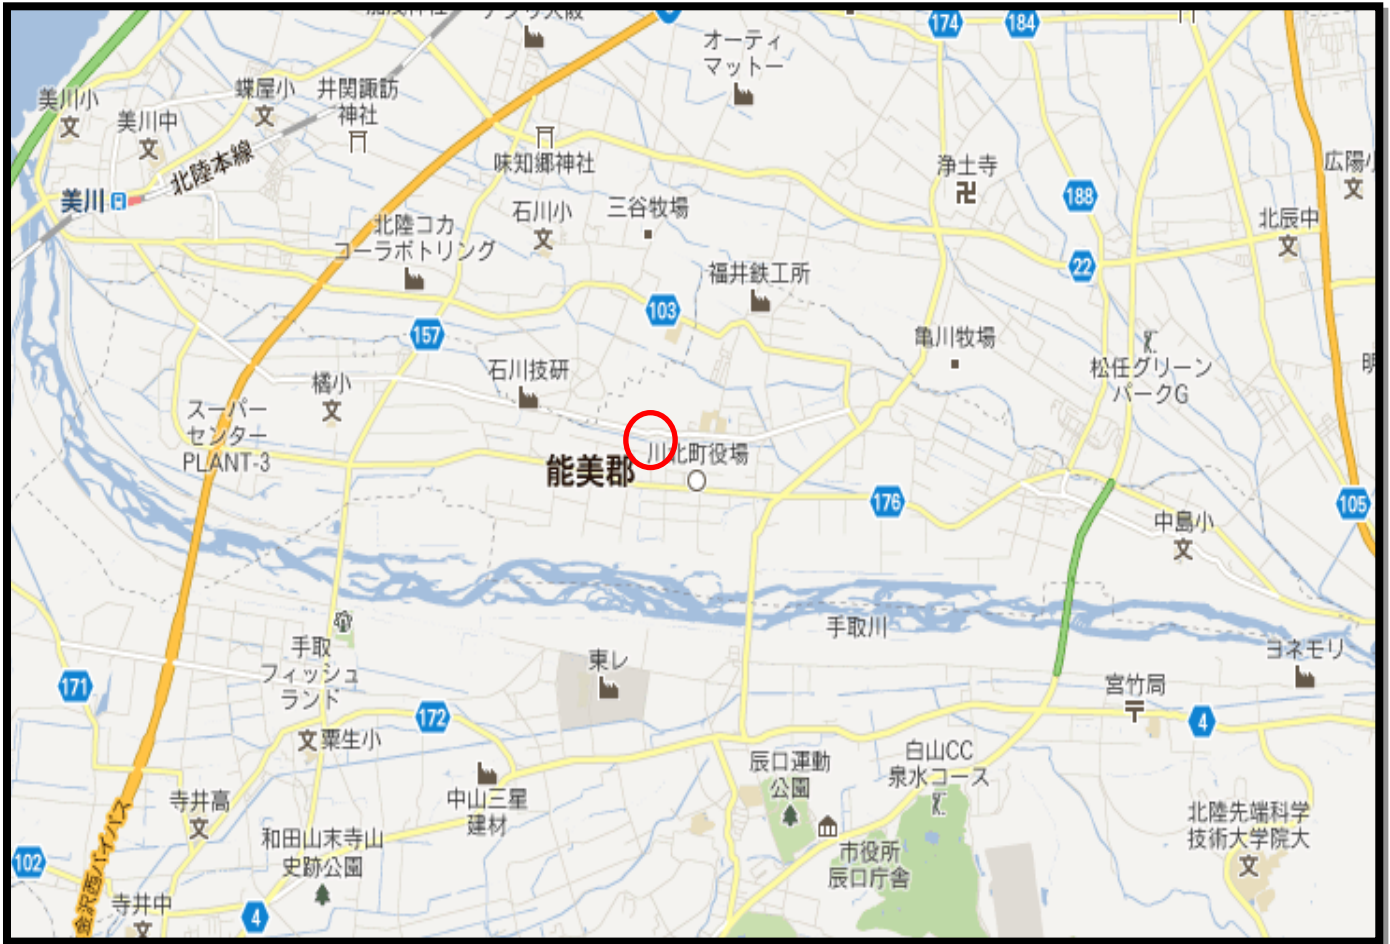 174
184
オーティ
マットー
美川小
蝶屋小
井関諏訪
神社
美川中
味知郷神社
浄土寺
広陽小
北陸本線
188
美川
石川小
三谷牧場
北辰中
北陸コカ
コーラボトリング
22
福井鉄工所
103
157
亀川牧場
石川技研
松任グリーン
パークG
橘小
明
スーパー
センター
PLANT-3
川北町役場
能美郡
176
105
中島小
手取川
手取
フィッシュ
ランド
東レ
ヨネモリ
171
宮竹局
172
4
粟生小
白山CC
泉水コース
辰口運動
公園
寺井高
中山三星
建材
北陸先端科学
技術大学院大
金沢西バイパス
和田山末寺山
史跡公園
市役所
辰口庁舎
102
寺井中
4